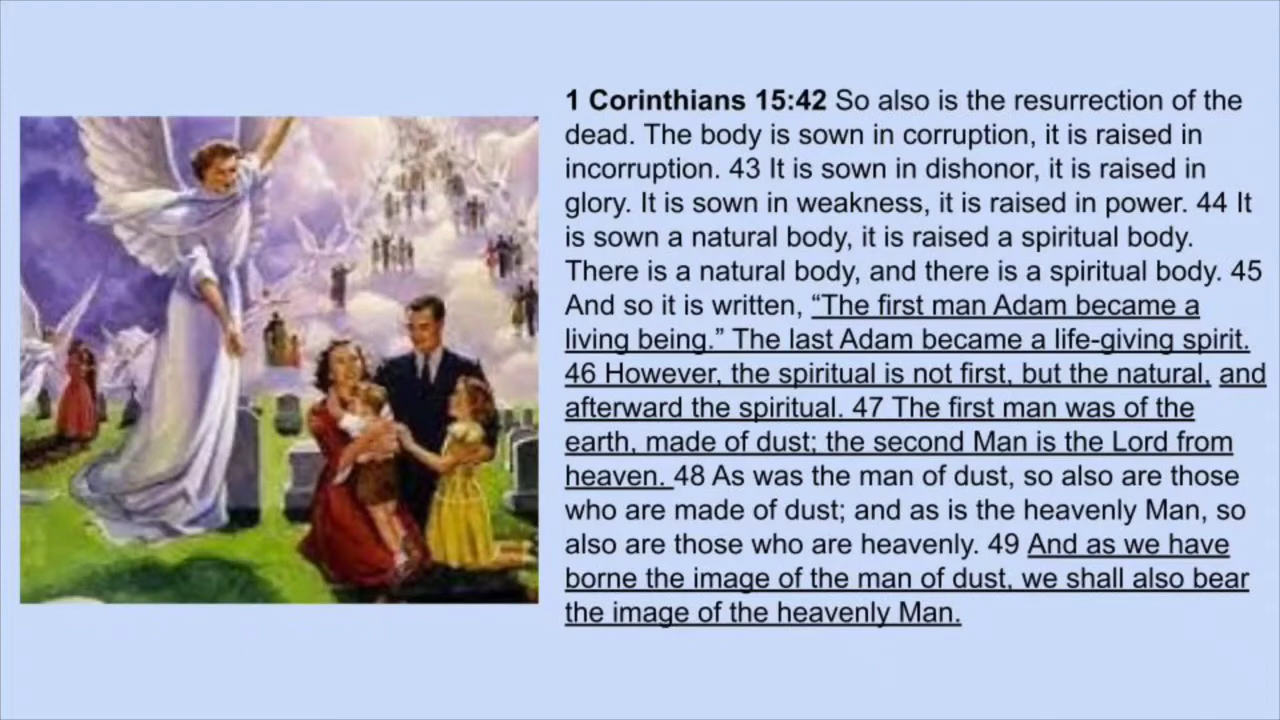 1 Corinthians 15:42 So also is the resurrection of the
dead. The body is sown in corruption, it is raised in
incorruption. 43 It is sown in dishonor, it is raised in
glory. It is sown in weakness, it is raised in power. 44 It
is sown a natural body, it is raised a spiritual body.
There is a natural body, and there is a spiritual body. 45
And so it is written, “The first man Adam became a
living being.” The last Adam became a life-giving spirit.
46 However, the spiritual is not first, but the natural, and
afterward the spiritual. 47 The first man was of the
earth, made of dust; the second Man is the Lord from
heaven. 48 As was the man of dust, so also are those
who are made of dust; and as is the heavenly Man, so
also are those who are heavenly. 49 And as we have
borne the image of the man of dust, we shall also bear
the image of the heavenly Man.